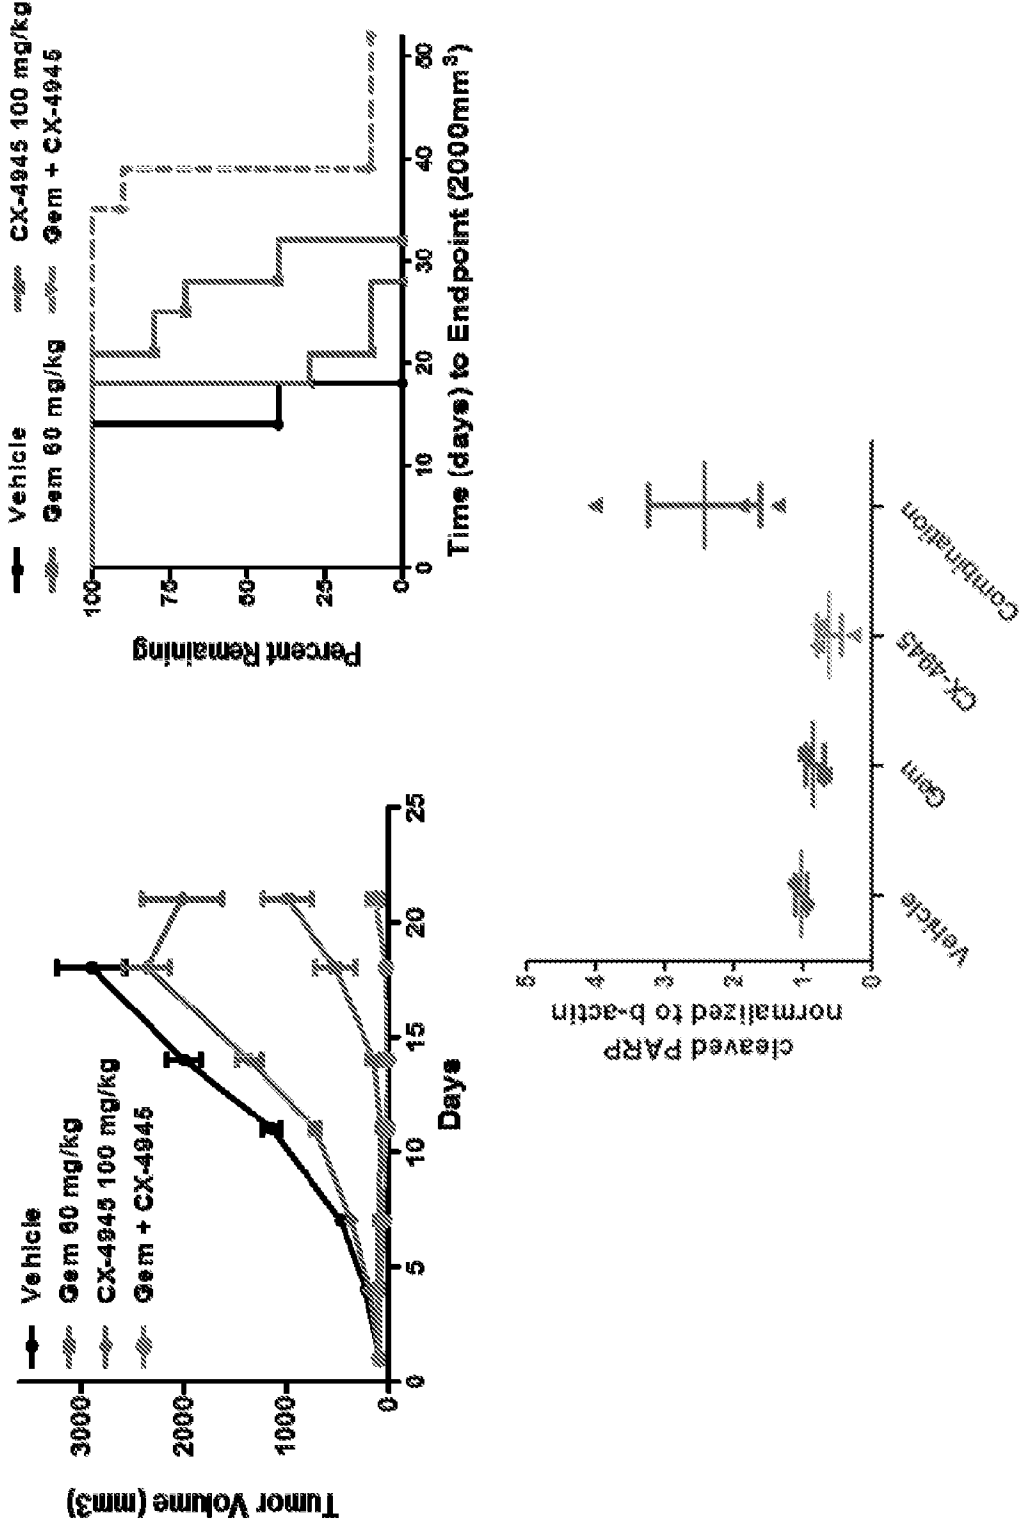 Vehicle
Gem 60 mg/kg
CX-4945 100 mg/kg
Gem + CX-4945
3000
2000
1000
0
Tumor Volume (mm3)
0
5
10
15
20
25
Days
Vehicle
CX-4945 100 mg/kg
Gem 60 mg/kg
Gem + CX-4945
100
75
50
25
0
Percent Remaining
0
10
20
30
40
50
Time (days) to Endpoint (2000mm³)
5
4
3
2
1
0
cleaved PARP
normalized to b-actin
Vehicle
Gem
CX-4945
Combination